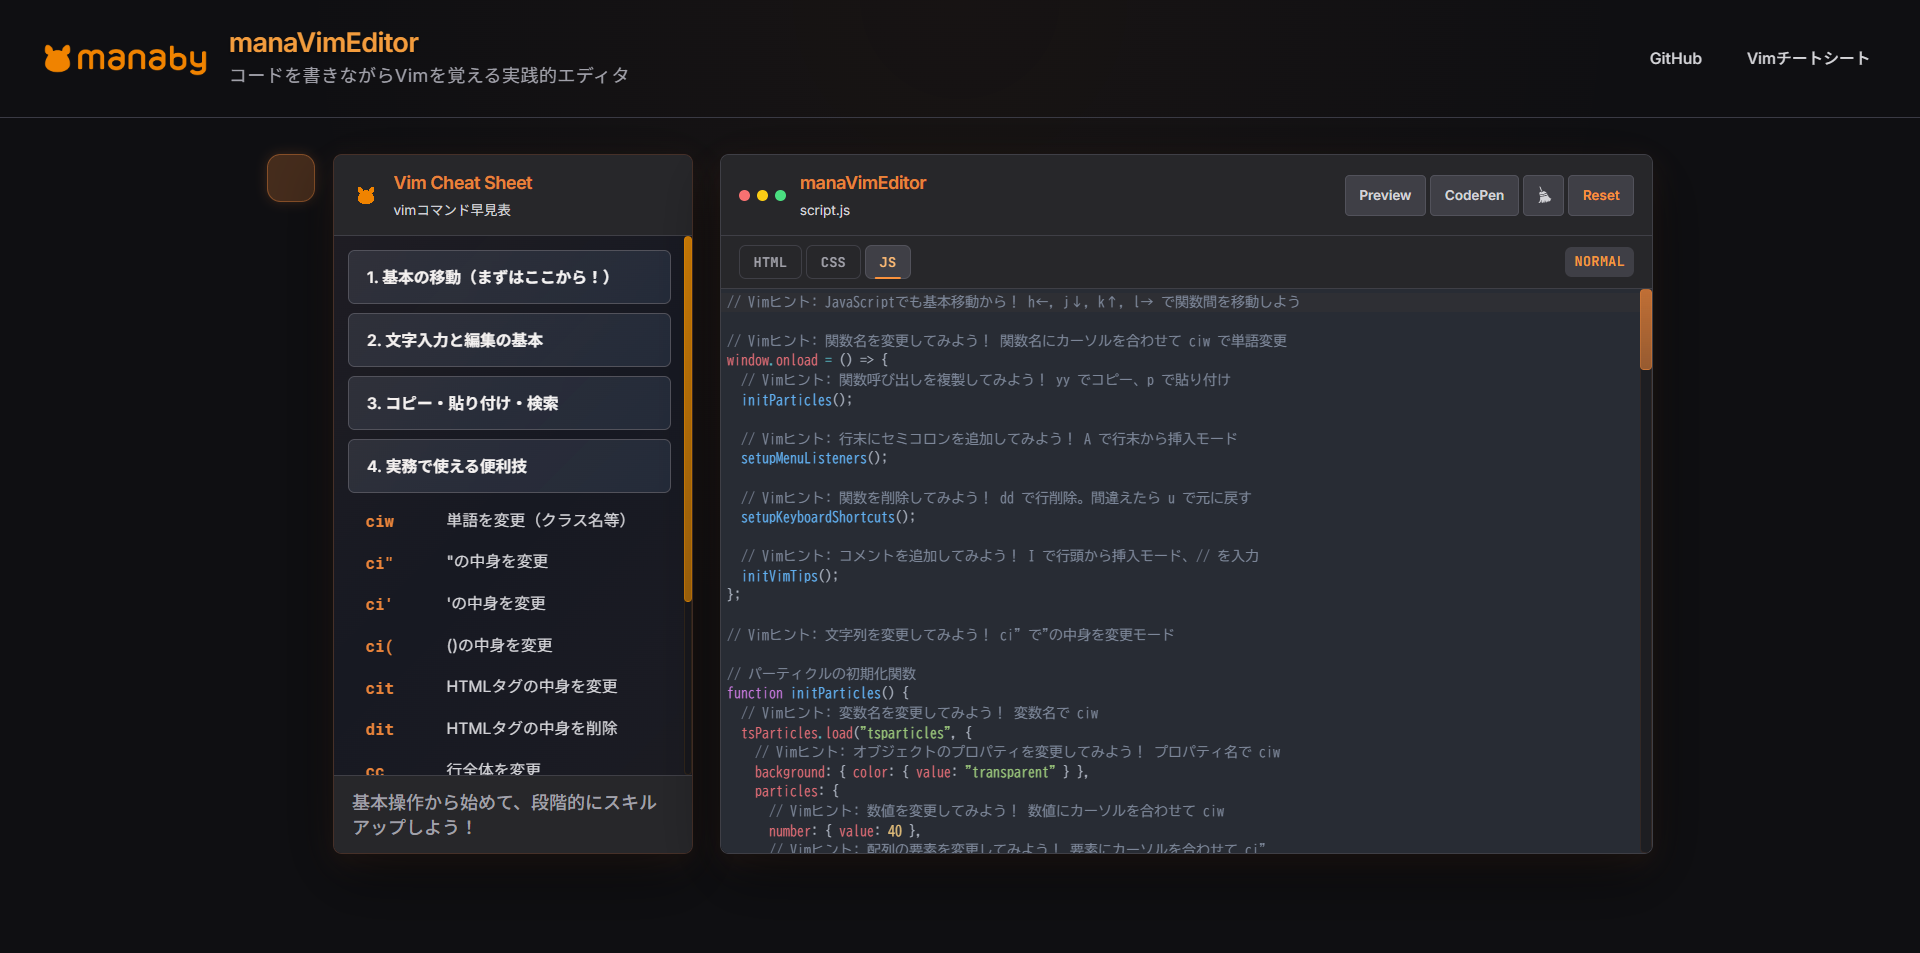 manaby
manaVimEditor
コードを書きながらVimを覚える実践的エディタ
GitHub
Vimチートシート
Vim Cheat Sheet
vimコマンド早見表
1. 基本の移動（まずはここから！）
2. 文字入力と編集の基本
3. コピー・貼り付け・検索
4. 実務で使える便利技
ciw 単語を変更（クラス名等）
ci" "の中身を変更
ci' 'の中身を変更
ci( ()の中身を変更
cit HTMLタグの中身を変更
dit HTMLタグの中身を削除
cc 行全体を変更
基本操作から始めて、段階的にスキル
アップしよう！
manaVimEditor
script.js
Preview
CodePen
Reset
HTML
CSS
JS
NORMAL
// Vimヒント: JavaScriptでも基本移動から！ h←, j↓, k↑, l→ で関数間を移動しよう
// Vimヒント: 関数名を変更してみよう！ 関数名にカーソルを合わせて ciw で単語変更
window.onload = () => {
// Vimヒント: 関数呼び出しを複製してみよう！ yy でコピー、p で貼り付け
initParticles();
// Vimヒント: 行末にセミコロンを追加してみよう！ A で行末から挿入モード
setupMenuListeners();
// Vimヒント: 関数を削除してみよう！ dd で行削除。間違えたら u で元に戻す
setupKeyboardShortcuts();
// Vimヒント: コメントを追加してみよう！ I で行頭から挿入モード、// を入力
initVimTips();
};
// Vimヒント: 文字列を変更してみよう！ ci" で"の中身を変更モード
// パーティクルの初期化関数
function initParticles() {
// Vimヒント: 変数名を変更してみよう！ 変数名で ciw
tsParticles.load("tsparticles", {
// Vimヒント: オブジェクトのプロパティを変更してみよう！ プロパティ名で ciw
background: { color: { value: "transparent" } },
particles: {
// Vimヒント: 数値を変更してみよう！ 数値にカーソルを合わせて ciw
number: { value: 40 },
// Vimヒント: 配列の要素を変更してみよう！ 要素にカーソルを合わせて ci"